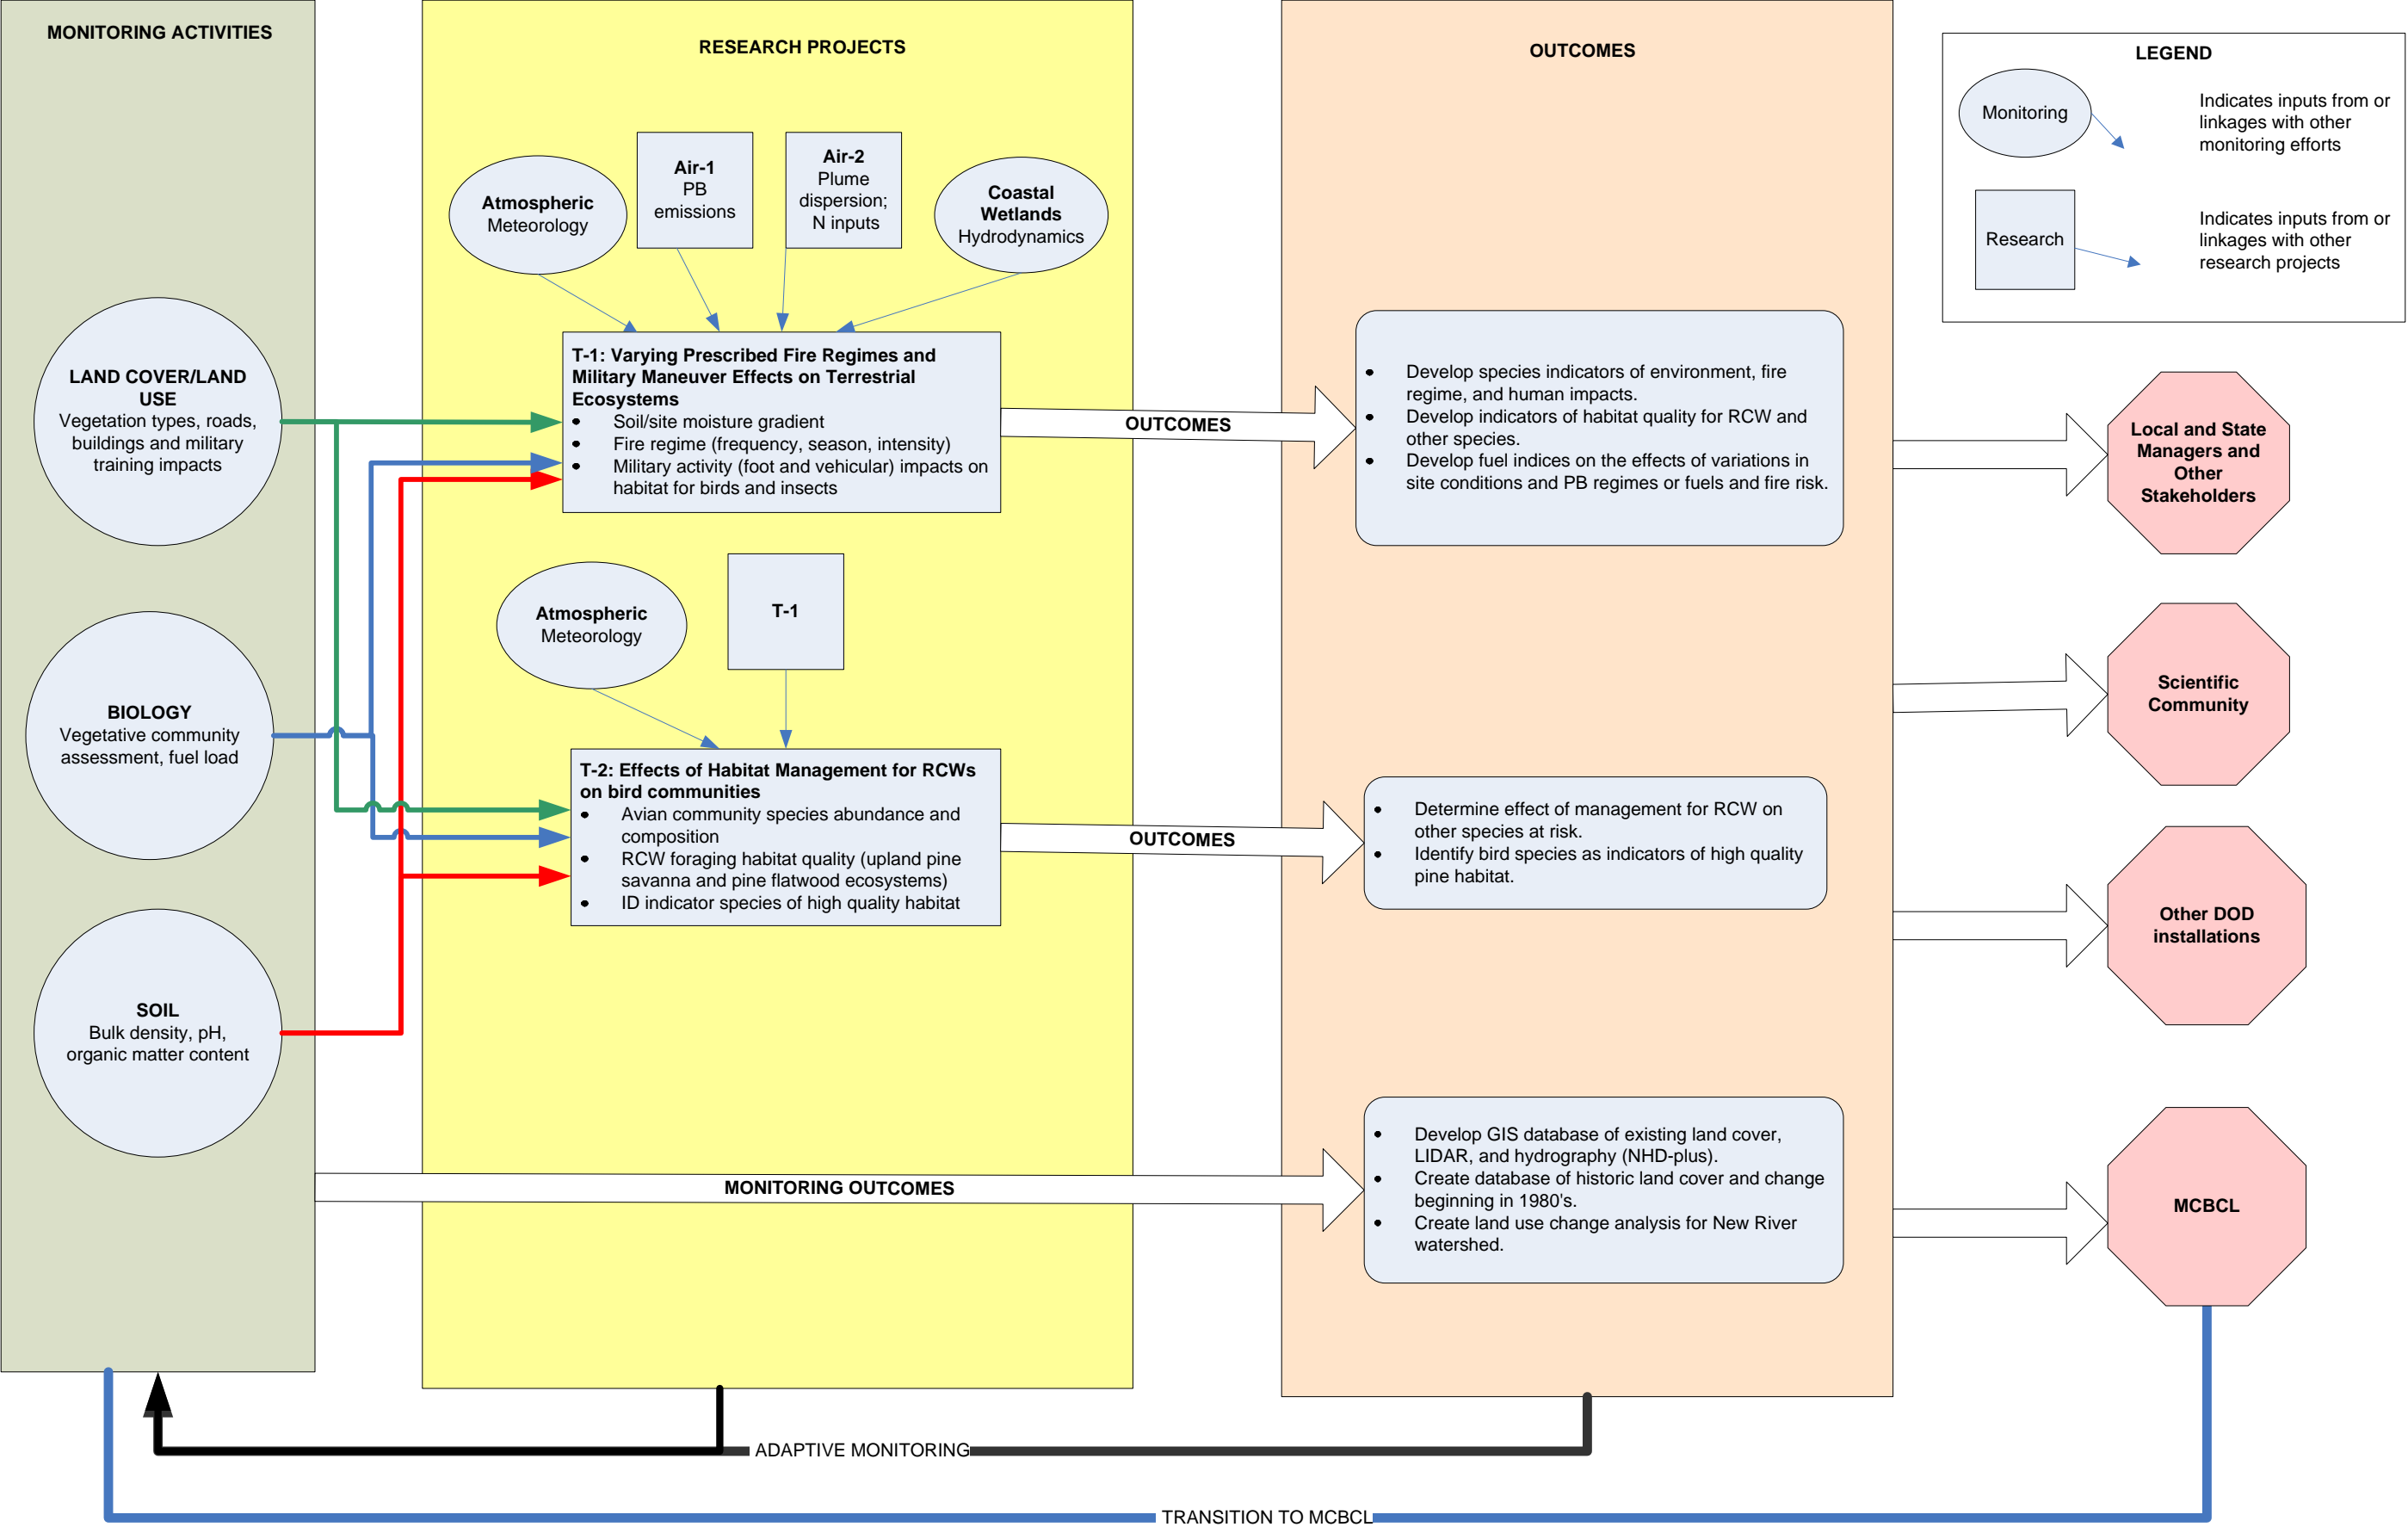 MONITORING ACTIVITIES
LAND COVER/LAND
USE
Vegetation types, roads,
buildings and military
training impacts
BIOLOGY
Vegetative community
assessment, fuel load
SOIL
Bulk density, pH,
organic matter content
RESEARCH PROJECTS
Atmospheric
Meteorology
Air-1
PB
emissions
Air-2
Plume
dispersion;
N inputs
Coastal
Wetlands
Hydrodynamics
T-1: Varying Prescribed Fire Regimes and
Military Maneuver Effects on Terrestrial
Ecosystems
• Soil/site moisture gradient
• Fire regime (frequency, season, intensity)
• Military activity (foot and vehicular) impacts on
habitat for birds and insects
Atmospheric
Meteorology
T-1
T-2: Effects of Habitat Management for RCWs
on bird communities
• Avian community species abundance and
composition
• RCW foraging habitat quality (upland pine
savanna and pine flatwood ecosystems)
• ID indicator species of high quality habitat
OUTCOMES
OUTCOMES
MONITORING OUTCOMES
OUTCOMES
• Develop species indicators of environment, fire
regime, and human impacts.
• Develop indicators of habitat quality for RCW and
other species.
• Develop fuel indices on the effects of variations in
site conditions and PB regimes or fuels and fire risk.
• Determine effect of management for RCW on
other species at risk.
• Identify bird species as indicators of high quality
pine habitat.
• Develop GIS database of existing land cover,
LIDAR, and hydrography (NHD-plus).
• Create database of historic land cover and change
beginning in 1980's.
• Create land use change analysis for New River
watershed.
LEGEND
Monitoring
Indicates inputs from or
linkages with other
monitoring efforts
Research
Indicates inputs from or
linkages with other
research projects
Local and State
Managers and
Other
Stakeholders
Scientific
Community
Other DOD
installations
MCBCL
ADAPTIVE MONITORING
TRANSITION TO MCBCL